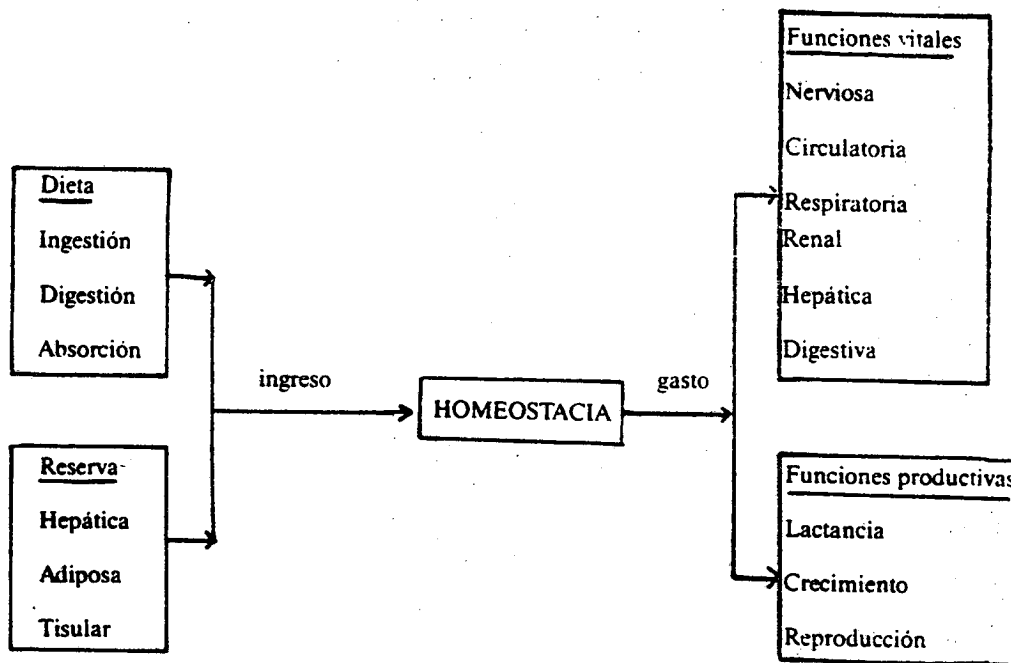 Dieta
Ingestión
Digestión
Absorción
Reserva
Hepática
Adiposa
Tisular
ingreso
HOMEOSTACIA
gasto
Funciones vitales
Nerviosa
Circulatoria
Respiratoria
Renal
Hepática
Digestiva
Funciones productivas
Lactancia
Crecimiento
Reproducción